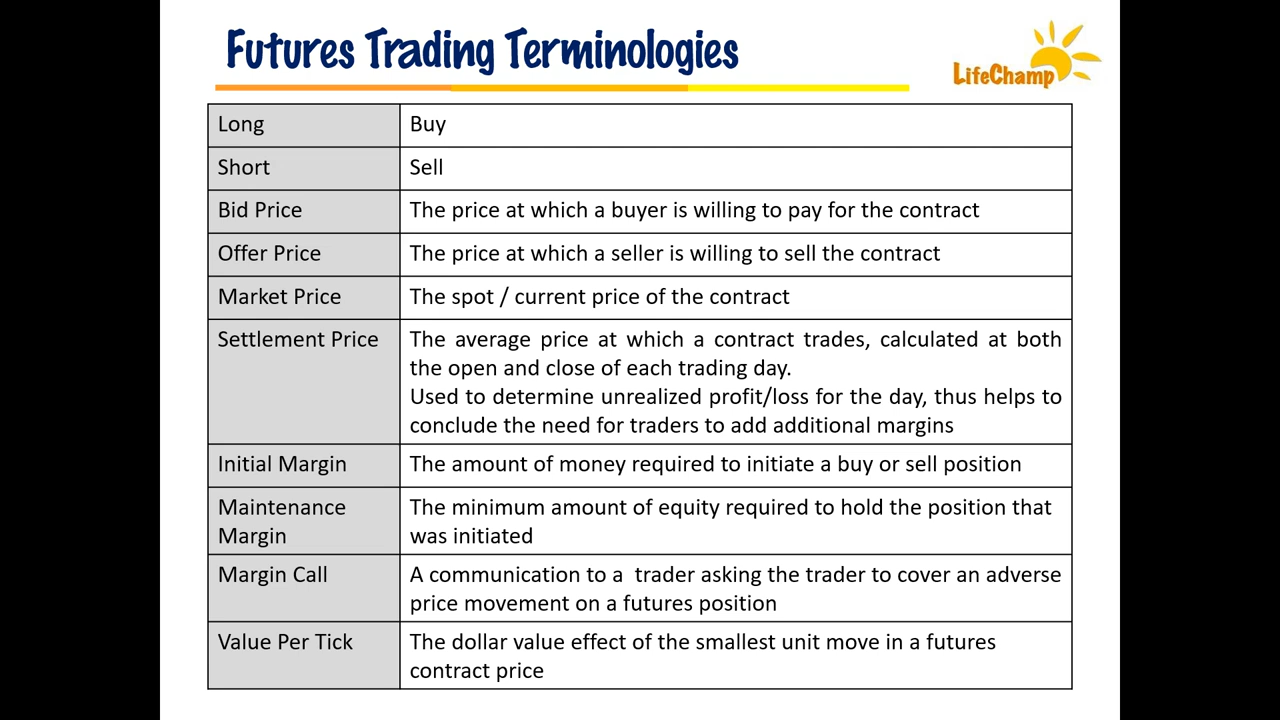 Futures Trading Terminologies
LifeChamp
Long
Buy
Short
Sell
Bid Price
The price at which a buyer is willing to pay for the contract
Offer Price
The price at which a seller is willing to sell the contract
Market Price
The spot / current price of the contract
Settlement Price
The average price at which a contract trades, calculated at both
the open and close of each trading day.
Used to determine unrealized profit/loss for the day, thus helps to
conclude the need for traders to add additional margins
Initial Margin
The amount of money required to initiate a buy or sell position
Maintenance
Margin
The minimum amount of equity required to hold the position that
was initiated
Margin Call
A communication to a  trader asking the trader to cover an adverse
price movement on a futures position
Value Per Tick
The dollar value effect of the smallest unit move in a futures
contract price